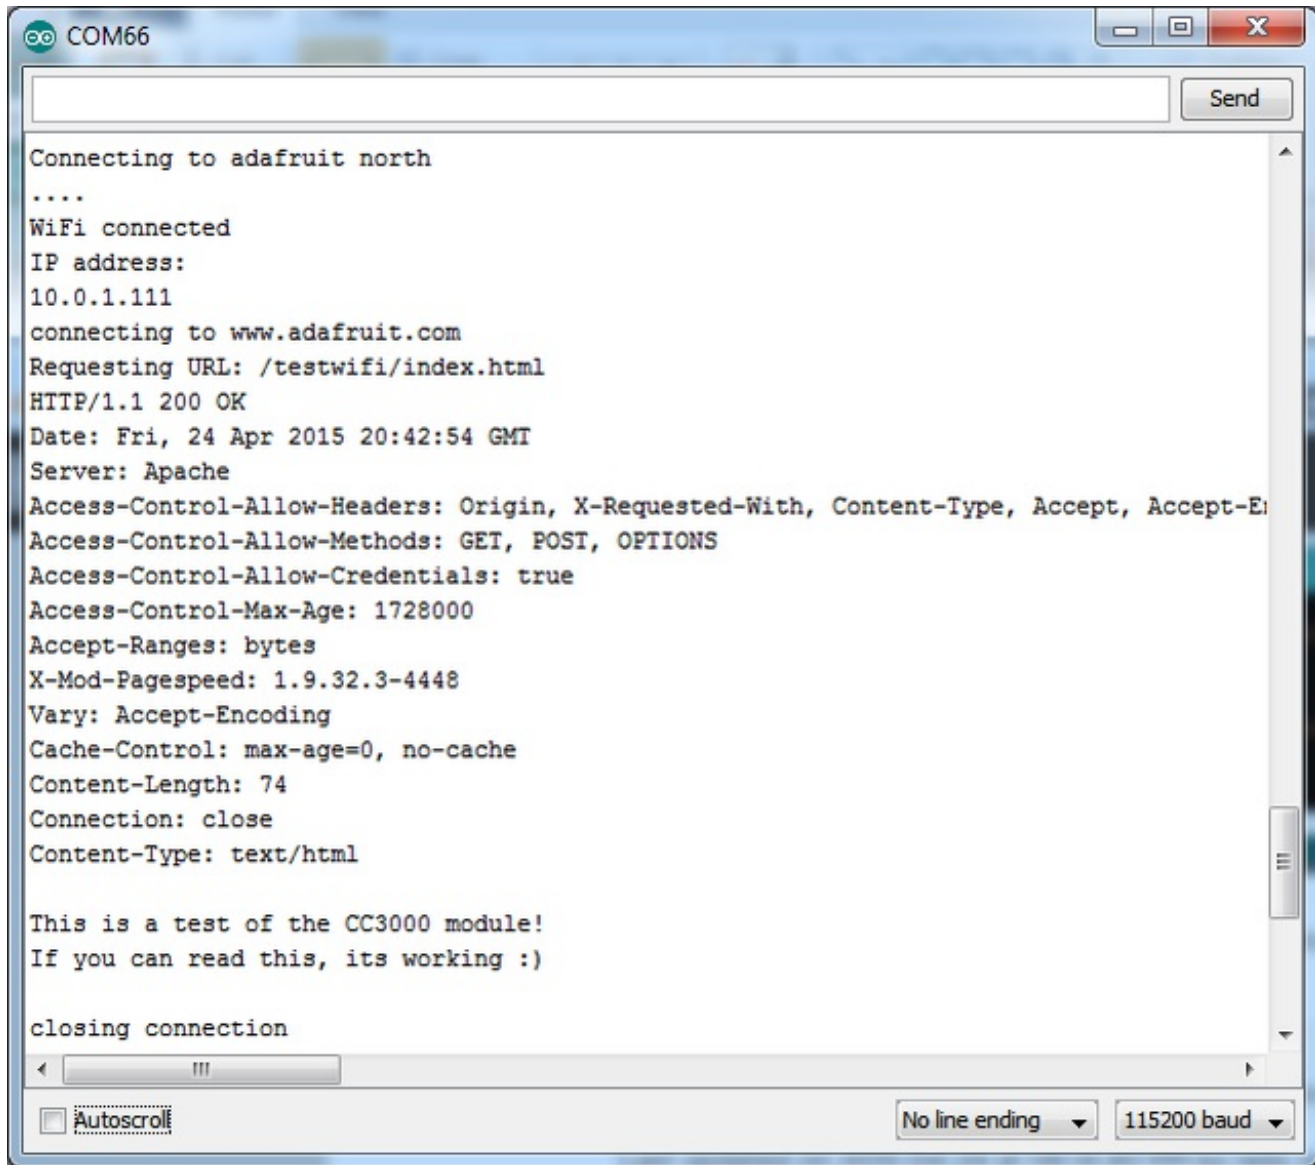 COM66
Send
Connecting to adafruit north
....
WiFi connected
IP address:
10.0.1.111
connecting to www.adafruit.com
Requesting URL: /testwifi/index.html
HTTP/1.1 200 OK
Date: Fri, 24 Apr 2015 20:42:54 GMT
Server: Apache
Access-Control-Allow-Headers: Origin, X-Requested-With, Content-Type, Accept, Accept-E
Access-Control-Allow-Methods: GET, POST, OPTIONS
Access-Control-Allow-Credentials: true
Access-Control-Max-Age: 1728000
Accept-Ranges: bytes
X-Mod-Pagespeed: 1.9.32.3-4448
Vary: Accept-Encoding
Cache-Control: max-age=0, no-cache
Content-Length: 74
Connection: close
Content-Type: text/html
This is a test of the CC3000 module!
If you can read this, its working :)
closing connection
Autoscroll
No line ending
115200 baud